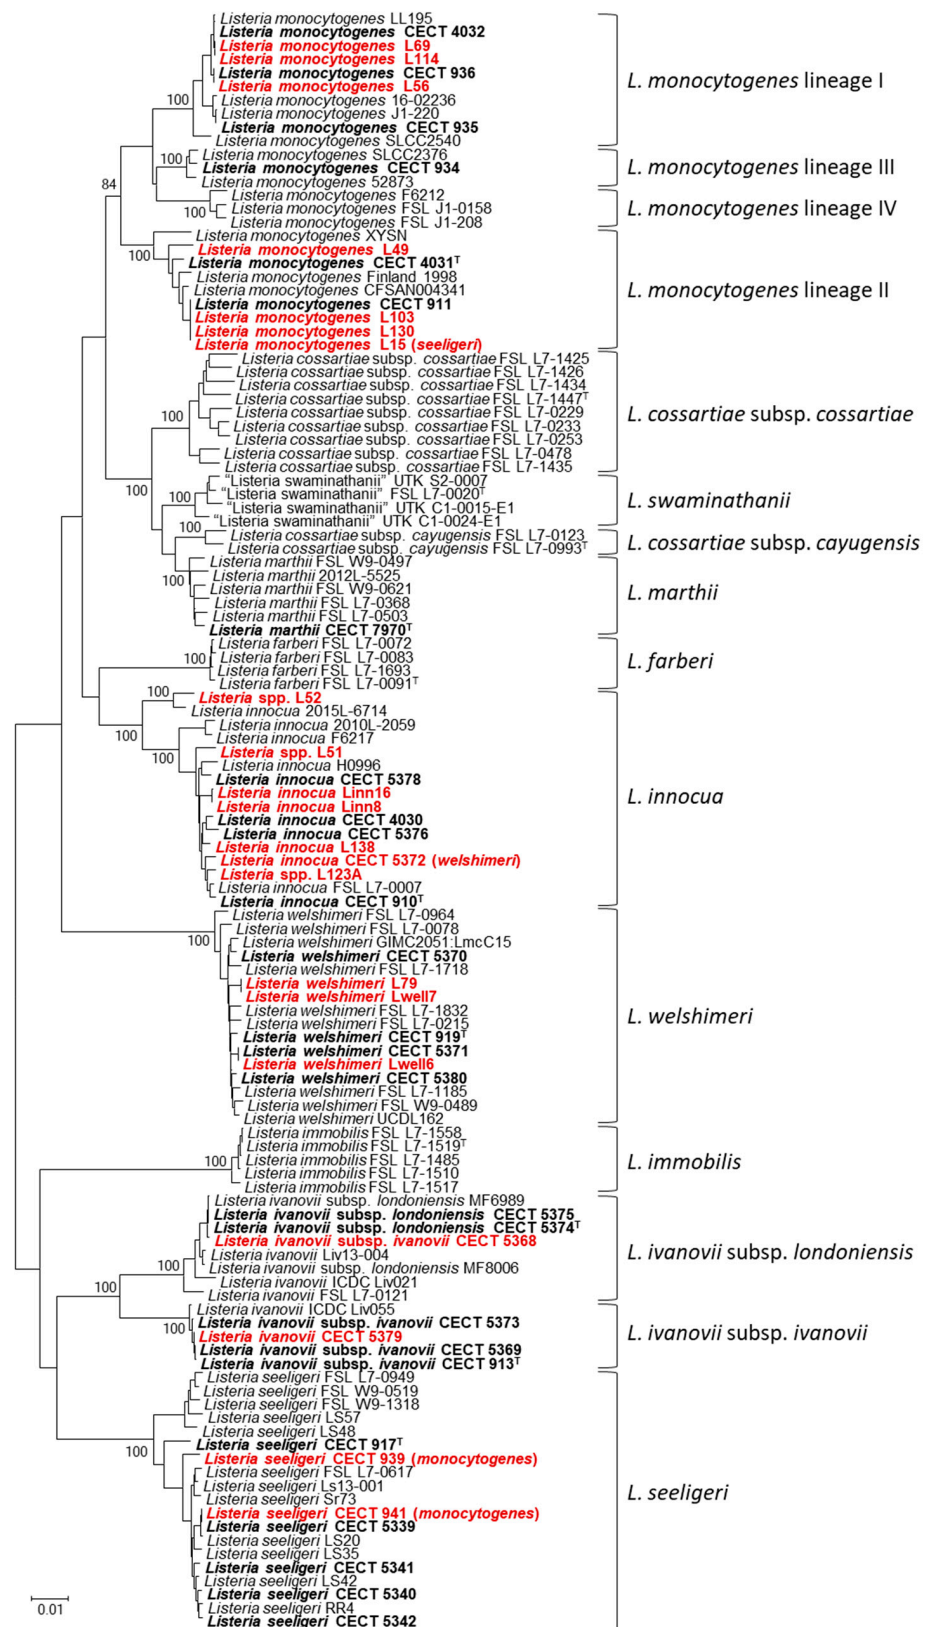 Listeria monocytogenes LL195
Listeria monocytogenes CECT 4032
Listeria monocytogenes L69
Listeria monocytogenes L114
Listeria monocytogenes CECT 936
Listeria monocytogenes L56
Listeria monocytogenes 16-02236
Listeria monocytogenes J1-220
Listeria monocytogenes CECT 935
Listeria monocytogenes SLCC2540
100
L. monocytogenes lineage I
Listeria monocytogenes SLCC2376
Listeria monocytogenes CECT 934
Listeria monocytogenes 52873
100
L. monocytogenes lineage III
84
Listeria monocytogenes F6212
Listeria monocytogenes FSL J1-0158
Listeria monocytogenes FSL J1-208
100
L. monocytogenes lineage IV
Listeria monocytogenes XYSN
Listeria monocytogenes L49
Listeria monocytogenes CECT 4031ᵀ
Listeria monocytogenes Finland 1998
Listeria monocytogenes CFSAN004341
Listeria monocytogenes CECT 911
Listeria monocytogenes L103
Listeria monocytogenes L130
Listeria monocytogenes L15 (seeligeri)
100
L. monocytogenes lineage II
Listeria cossartiae subsp. cossartiae FSL L7-1425
Listeria cossartiae subsp. cossartiae FSL L7-1426
Listeria cossartiae subsp. cossartiae FSL L7-1434
Listeria cossartiae subsp. cossartiae FSL L7-1447ᵀ
Listeria cossartiae subsp. cossartiae FSL L7-0229
Listeria cossartiae subsp. cossartiae FSL L7-0233
Listeria cossartiae subsp. cossartiae FSL L7-0253
Listeria cossartiae subsp. cossartiae FSL L7-0478
Listeria cossartiae subsp. cossartiae FSL L7-1435
100
L. cossartiae subsp. cossartiae
100
"Listeria swaminathanii" UTK S2-0007
"Listeria swaminathanii" FSL L7-0020ᵀ
"Listeria swaminathanii" UTK C1-0015-E1
"Listeria swaminathanii" UTK C1-0024-E1
100
L. swaminathanii
Listeria cossartiae subsp. cayugensis FSL L7-0123
Listeria cossartiae subsp. cayugensis FSL L7-0993ᵀ
100
L. cossartiae subsp. cayugensis
Listeria marthii FSL W9-0497
Listeria marthii 2012L-5525
Listeria marthii FSL W9-0621
Listeria marthii FSL L7-0368
Listeria marthii FSL L7-0503
Listeria marthii CECT 7970ᵀ
100
L. marthii
Listeria farberi FSL L7-0072
Listeria farberi FSL L7-0083
Listeria farberi FSL L7-1693
Listeria farberi FSL L7-0091ᵀ
100
L. farberi
Listeria spp. L52
Listeria innocua 2015L-6714
Listeria innocua 2010L-2059
Listeria innocua F6217
Listeria spp. L51
Listeria innocua H0996
Listeria innocua CECT 5378
Listeria innocua Linn16
Listeria innocua Linn8
Listeria innocua CECT 4030
Listeria innocua CECT 5376
Listeria innocua L138
Listeria innocua CECT 5372 (welshimeri)
Listeria spp. L123A
Listeria innocua FSL L7-0007
Listeria innocua CECT 910ᵀ
100
100
100
L. innocua
Listeria welshimeri FSL L7-0964
Listeria welshimeri FSL L7-0078
Listeria welshimeri GIMC2051:LmcC15
Listeria welshimeri CECT 5370
Listeria welshimeri FSL L7-1718
Listeria welshimeri L79
Listeria welshimeri Lwell7
Listeria welshimeri FSL L7-1832
Listeria welshimeri FSL L7-0215
Listeria welshimeri CECT 919ᵀ
Listeria welshimeri CECT 5371
Listeria welshimeri Lwell6
Listeria welshimeri CECT 5380
Listeria welshimeri FSL L7-1185
Listeria welshimeri FSL W9-0489
Listeria welshimeri UCDL162
100
L. welshimeri
Listeria immobilis FSL L7-1558
Listeria immobilis FSL L7-1519ᵀ
Listeria immobilis FSL L7-1485
Listeria immobilis FSL L7-1510
Listeria immobilis FSL L7-1517
100
L. immobilis
Listeria ivanovii subsp. londoniensis MF6989
Listeria ivanovii subsp. londoniensis CECT 5375
Listeria ivanovii subsp. londoniensis CECT 5374ᵀ
Listeria ivanovii subsp. ivanovii CECT 5368
Listeria ivanovii Liv13-004
Listeria ivanovii subsp. londoniensis MF8006
Listeria ivanovii ICDC Liv021
Listeria ivanovii FSL L7-0121
100
100
L. ivanovii subsp. londoniensis
Listeria ivanovii ICDC Liv055
Listeria ivanovii subsp. ivanovii CECT 5373
Listeria ivanovii CECT 5379
Listeria ivanovii subsp. ivanovii CECT 5369
Listeria ivanovii subsp. ivanovii CECT 913ᵀ
100
L. ivanovii subsp. ivanovii
Listeria seeligeri FSL L7-0949
Listeria seeligeri FSL W9-0519
Listeria seeligeri FSL W9-1318
Listeria seeligeri LS57
Listeria seeligeri LS48
Listeria seeligeri CECT 917ᵀ
Listeria seeligeri CECT 939 (monocytogenes)
Listeria seeligeri FSL L7-0617
Listeria seeligeri Ls13-001
Listeria seeligeri Sr73
Listeria seeligeri CECT 941 (monocytogenes)
Listeria seeligeri CECT 5339
Listeria seeligeri LS20
Listeria seeligeri LS35
Listeria seeligeri CECT 5341
Listeria seeligeri LS42
Listeria seeligeri CECT 5340
Listeria seeligeri RR4
Listeria seeligeri CECT 5342
100
L. seeligeri
0.01